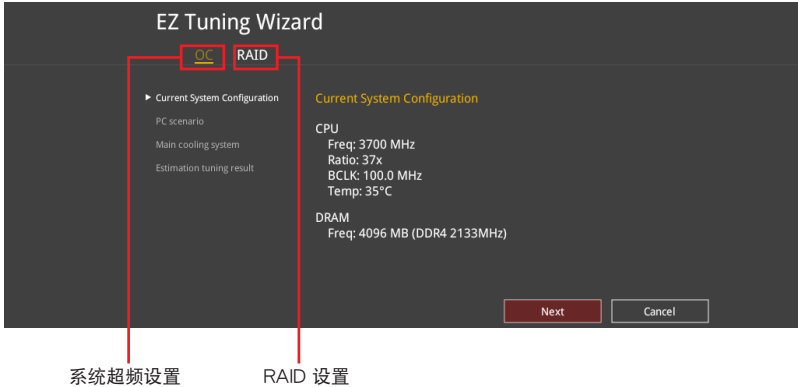 EZ Tuning Wizard
OC RAID
Current System Configuration
PC scenario
Main cooling system
Estimation tuning result
Current System Configuration
CPU
Freq: 3700 MHz
Ratio: 37x
BCLK: 100.0 MHz
Temp: 35°C
DRAM
Freq: 4096 MB (DDR4 2133MHz)
Next Cancel
系统超频设置 RAID 设置